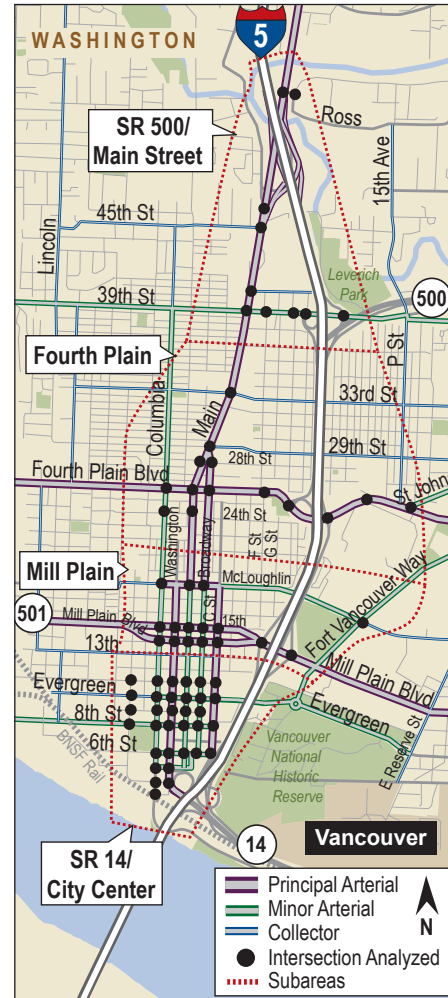 WASHINGTON
5
Ross
SR 500/
Main Street
15th Ave
45th St
Lincoln
Leverich
Park
500
39th St
P St
Fourth Plain
Columbia
Main
33rd St
29th St
28th St
Fourth Plain Blvd
St John
24th St
Washington
Broadway
F St
G St
Mill Plain
McLoughlin
Fort Vancouver Way
C St
501
Mill Plain Blvd
15th
13th
Mill Plain Blvd
Evergreen
Evergreen
8th St
6th St
BNSF Rail
E Reserve St
Vancouver
National
Historic
Reserve
14
Vancouver
SR 14/
City Center
Principal Arterial
Minor Arterial
Collector
Intersection Analyzed
Subareas
N